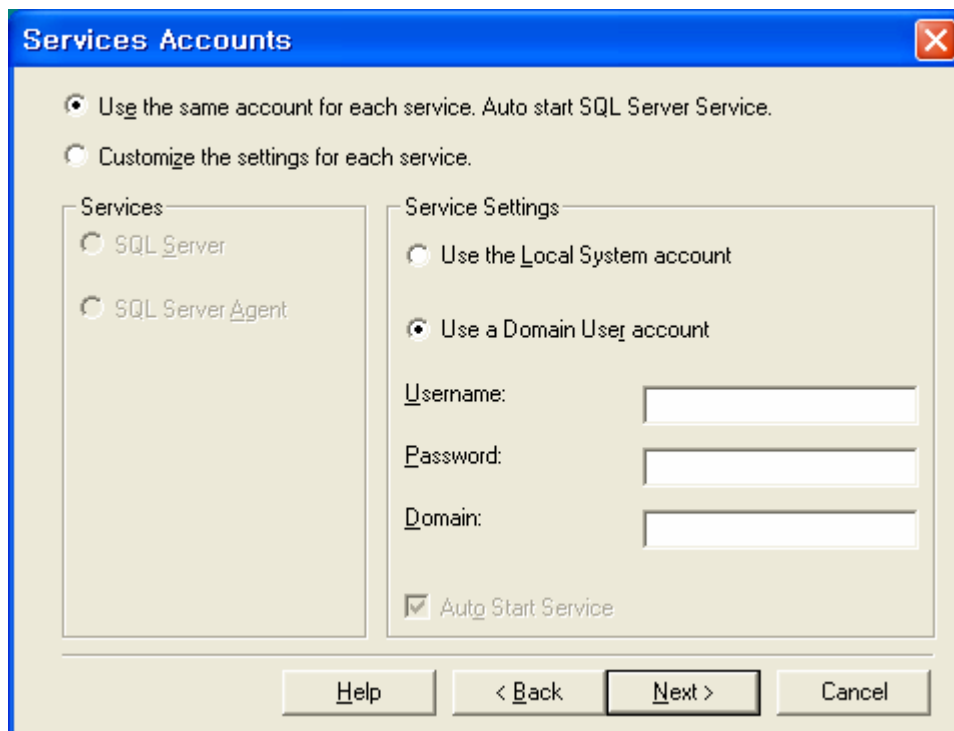 Services Accounts
Use the same account for each service. Auto start SQL Server Service.
Customize the settings for each service.
Services
SQL Server
SQL Server Agent
Service Settings
Use the Local System account
Use a Domain User account
Username:
Password:
Domain:
Auto Start Service
Help
< Back
Next >
Cancel